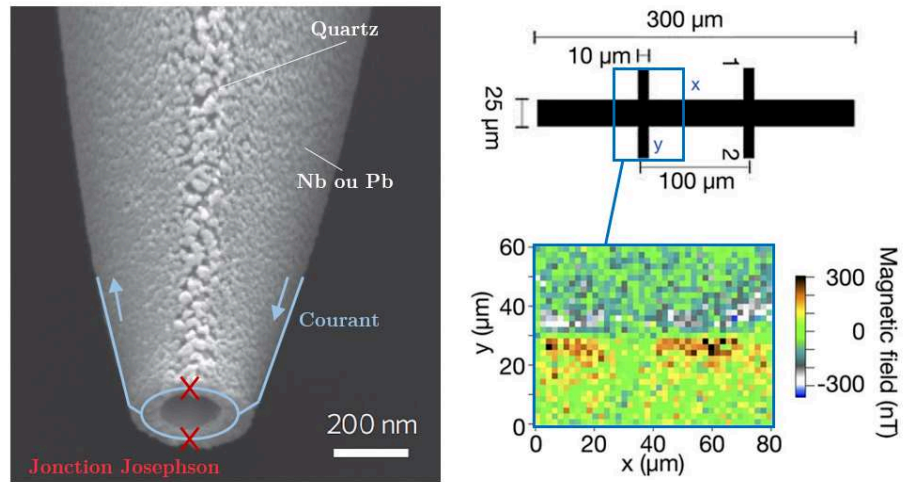 Quartz
Nb ou Pb
Courant
200 nm
Jonction Josephson
300 μm
10 μm
x
1
25 μm
y
2
100 μm
60
40
20
0
y (μm)
0 20 40 60 80
x (μm)
300
0
-300
Magnetic field (nT)